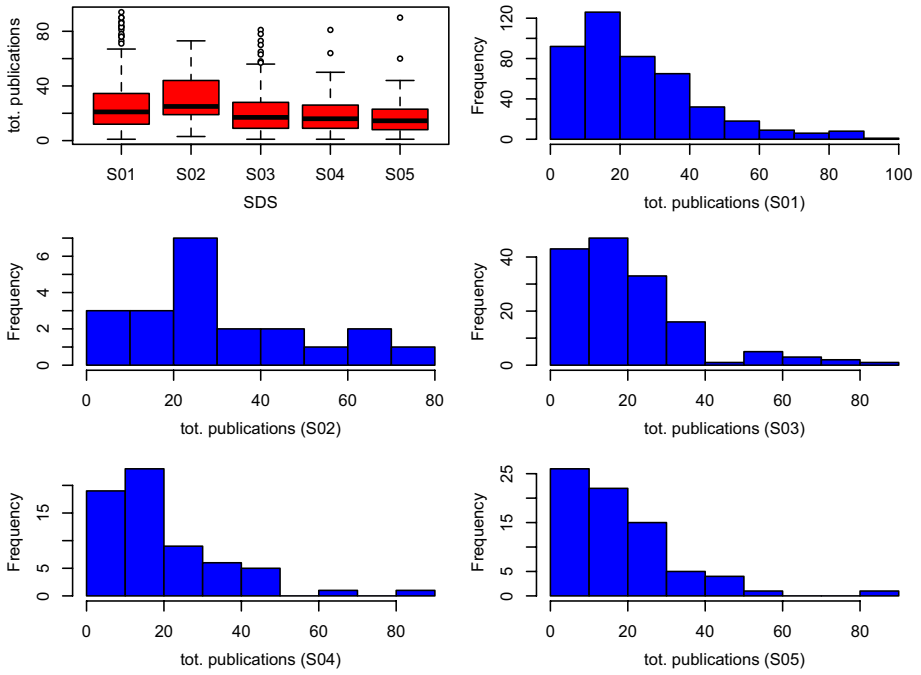 tot. publications
0
40
80
S01
S02
S03
S04
S05
SDS
Frequency
0
40
80
120
0
20
40
60
80
100
tot. publications (S01)
Frequency
0
2
4
6
0
20
40
60
80
tot. publications (S02)
Frequency
0
20
40
0
20
40
60
80
tot. publications (S03)
Frequency
0
5
15
0
20
40
60
80
tot. publications (S04)
Frequency
0
5
15
25
0
20
40
60
80
tot. publications (S05)